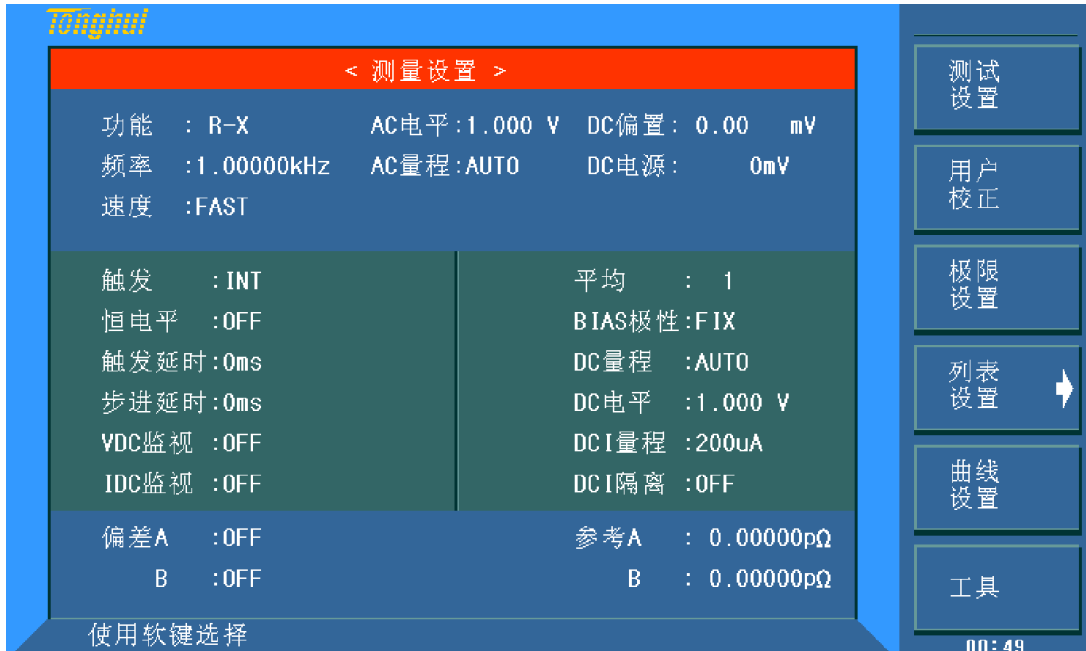 Tonghui
< 测量设置 >
功能 : R-X AC电平:1.000 V DC偏置: 0.00 mV
频率 :1.00000kHz AC量程:AUTO DC电源: 0mV
速度 :FAST
触发 :INT 平均 : 1
恒电平 :OFF BIAS极性:FIX
触发延时:0ms DC量程 :AUTO
步进延时:0ms DC电平 :1.000 V
VDC监视 :OFF DCI量程 :200uA
IDC监视 :OFF DCI隔离 :OFF
偏差A :OFF 参考A : 0.00000pΩ
B :OFF B : 0.00000pΩ
使用软键选择
测试
设置
用户
校正
极限
设置
列表
设置
曲线
设置
工具
00:49